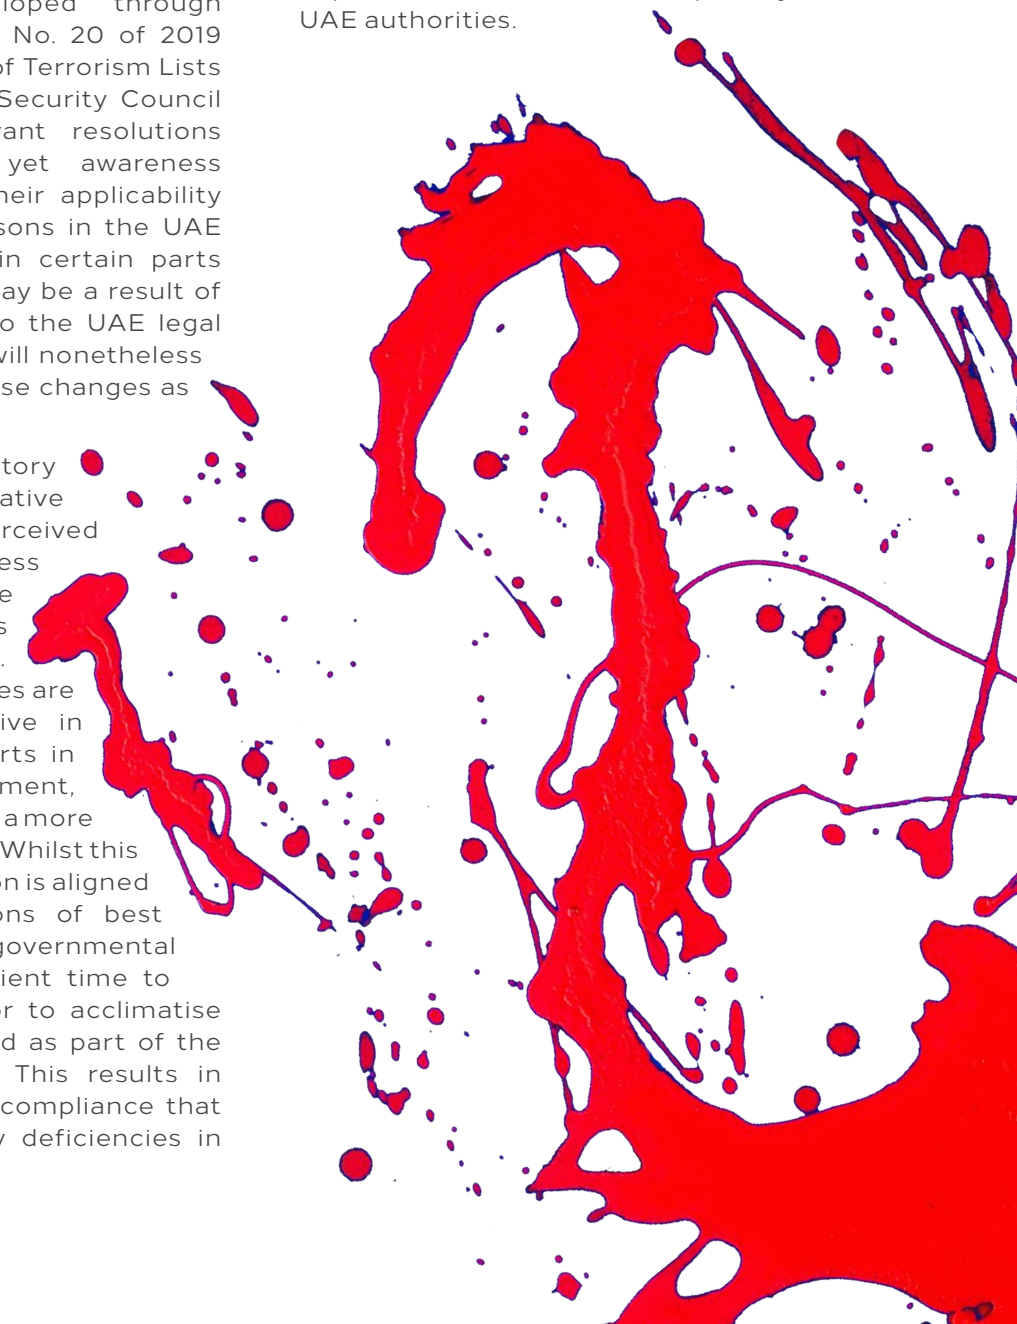 loped through
No. 20 of 2019
of Terrorism Lists
Security Council
rant resolutions
yet awareness
heir applicability
sons in the UAE
in certain parts
ay be a result of
o the UAE legal
will nonetheless
se changes as
tory
ative
rceived
ess
e
s
.
es are
ive in
rts in
ment,
a more
Whilst this
on is aligned
ons of best
governmental
ient time to
or to acclimatise
d as part of the
This results in
compliance that
y deficiencies in
UAE authorities.